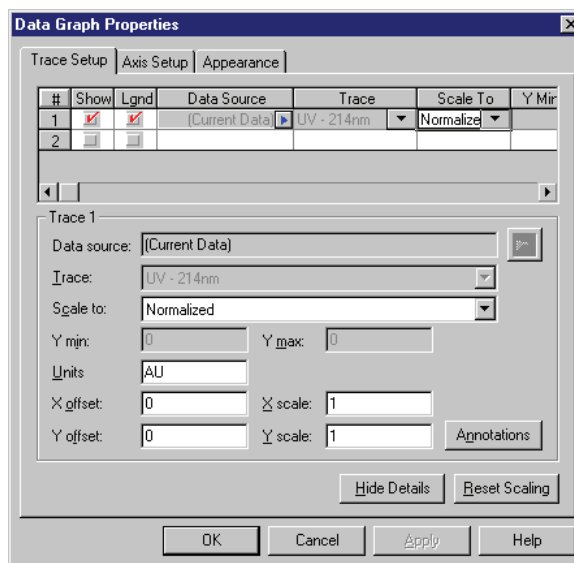 Data Graph Properties
Trace Setup Axis Setup Appearance
# Show Lgnd Data Source Trace Scale To Y Min
1 (Current Data) UV - 214nm Normalize
2
Trace 1
Data source: (Current Data)
Trace: UV - 214nm
Scale to: Normalized
Y min: 0 Y max: 0
Units AU
X offset: 0 X scale: 1
Y offset: 0 Y scale: 1 Annotations
Hide Details Reset Scaling
OK Cancel Apply Help